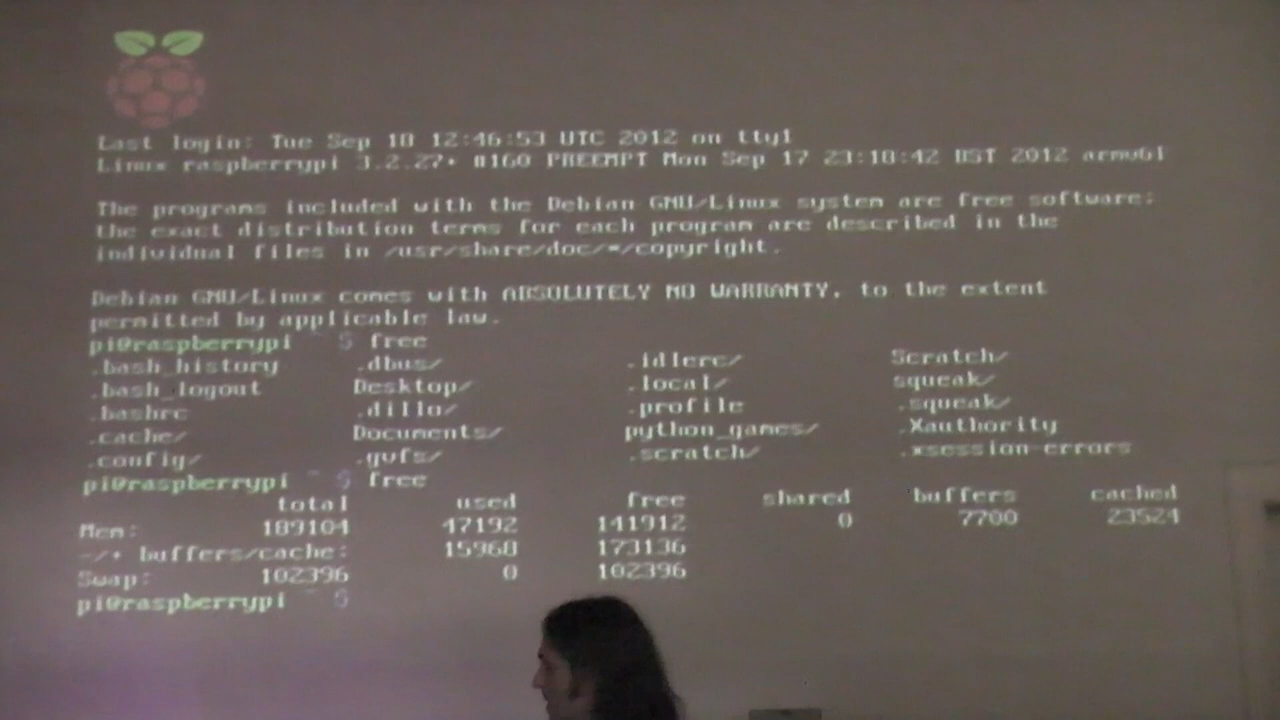 Last login: Tue Sep 18 12:46:53 UTC 2012 on tty1
Linux raspberrypi 3.2.27+ #160 PREEMPT Mon Sep 17 23:18:42 BST 2012 armv6l
The programs included with the Debian GNU/Linux system are free software;
the exact distribution terms for each program are described in the
individual files in /usr/share/doc/*/copyright.
Debian GNU/Linux comes with ABSOLUTELY NO WARRANTY, to the extent
permitted by applicable law.
pi@raspberrypi ~ $ free
.bash_history .dbus/ .idlerc/ Scratch/
.bash_logout Desktop/ .local/ squeak/
.bashrc .dillo/ .profile .squeak/
.cache/ Documents/ python_games/ .Xauthority
.config/ .gvfs/ .scratch/ .xsession-errors
pi@raspberrypi ~ $ free
total used free shared buffers cached
Mem: 189104 47192 141912 0 7700 23524
-/+ buffers/cache: 15968 173136
Swap: 102396 0 102396
pi@raspberrypi ~ $